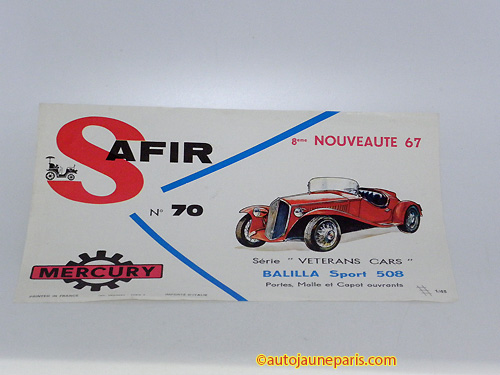 SAFIR
8ème NOUVEAUTE 67
N° 70
MERCURY
Série " VETERANS CARS "
BALILLA Sport 508
Portes, Malle et Capot ouvrants
©autojauneparis.com